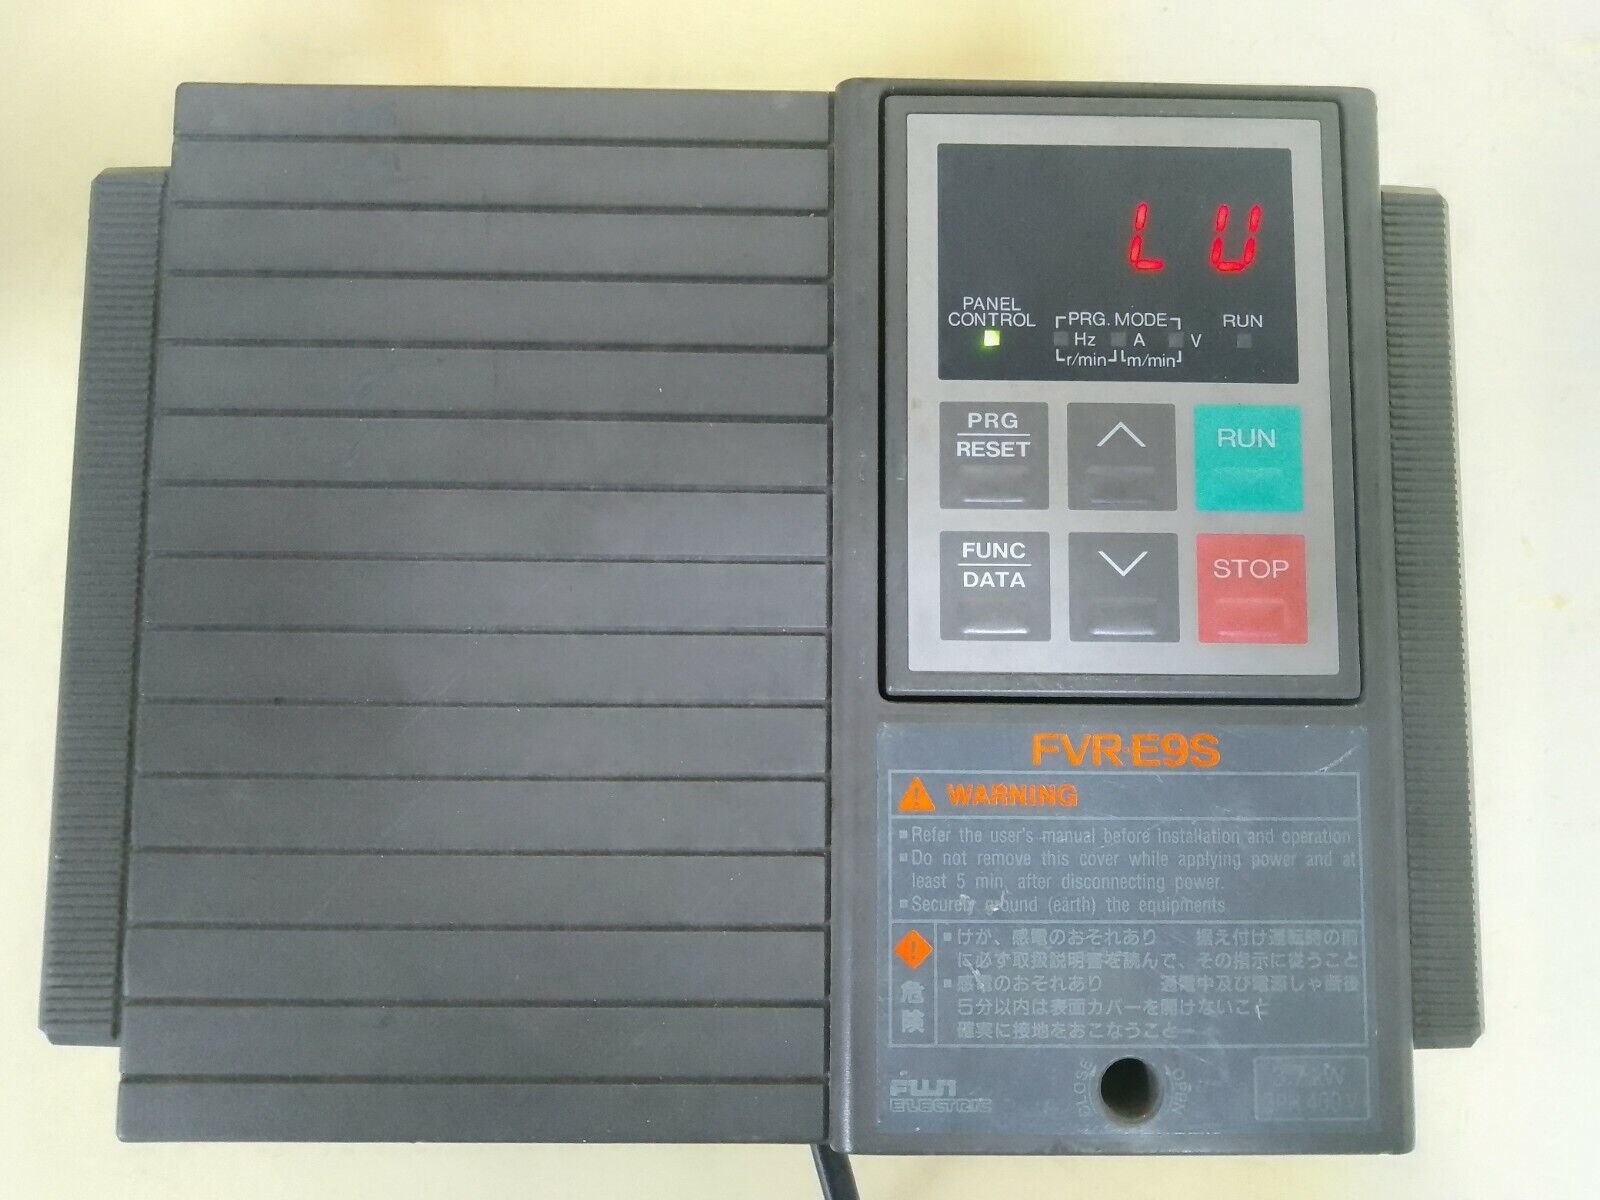 LU
PANEL
CONTROL
PRG. MODE
RUN
Hz A V
r/min m/min
PRG
RESET
RUN
FUNC
DATA
STOP
FVR-E9S
WARNING
▪Refer the user's manual before installation and operation.
▪Do not remove this cover while applying power and at
least 5 min. after disconnecting power.
▪Securely ground (earth) the equipments.
危険
▪けが、感電のおそれあり 据え付け運転時の前
に必ず取扱説明書を読んで、その指示に従うこと
▪感電のおそれあり 通電中及び電源しゃ断後
5分以内は表面カバーを開けないこと
確実に接地をおこなうこと
CLOSE
OPEN
FUJI
ELECTRIC
3.7kW
3PH 400V